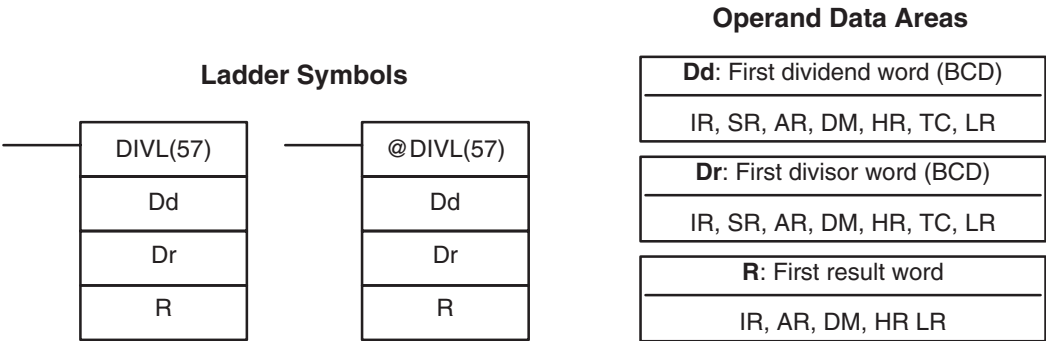 Ladder Symbols
DIVL(57)
Dd
Dr
R
@DIVL(57)
Dd
Dr
R
Operand Data Areas
Dd: First dividend word (BCD)
IR, SR, AR, DM, HR, TC, LR
Dr: First divisor word (BCD)
IR, SR, AR, DM, HR, TC, LR
R: First result word
IR, AR, DM, HR LR